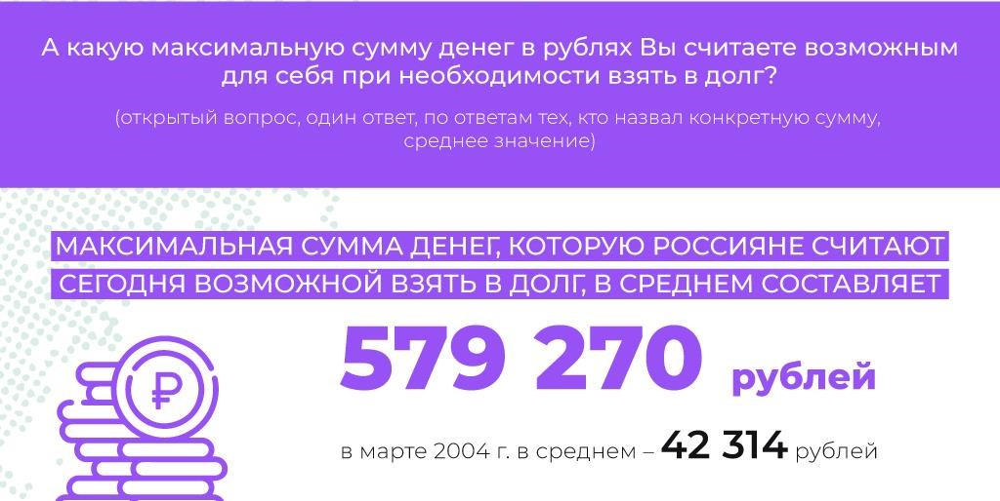 А какую максимальную сумму денег в рублях Вы считаете возможным
для себя при необходимости взять в долг?
(открытый вопрос, один ответ, по ответам тех, кто назвал конкретную сумму,
среднее значение)
МАКСИМАЛЬНАЯ СУММА ДЕНЕГ, КОТОРУЮ РОССИЯНЕ СЧИТАЮТ
СЕГОДНЯ ВОЗМОЖНОЙ ВЗЯТЬ В ДОЛГ, В СРЕДНЕМ СОСТАВЛЯЕТ
579 270 рублей
₽
в марте 2004 г. в среднем – 42 314 рублей